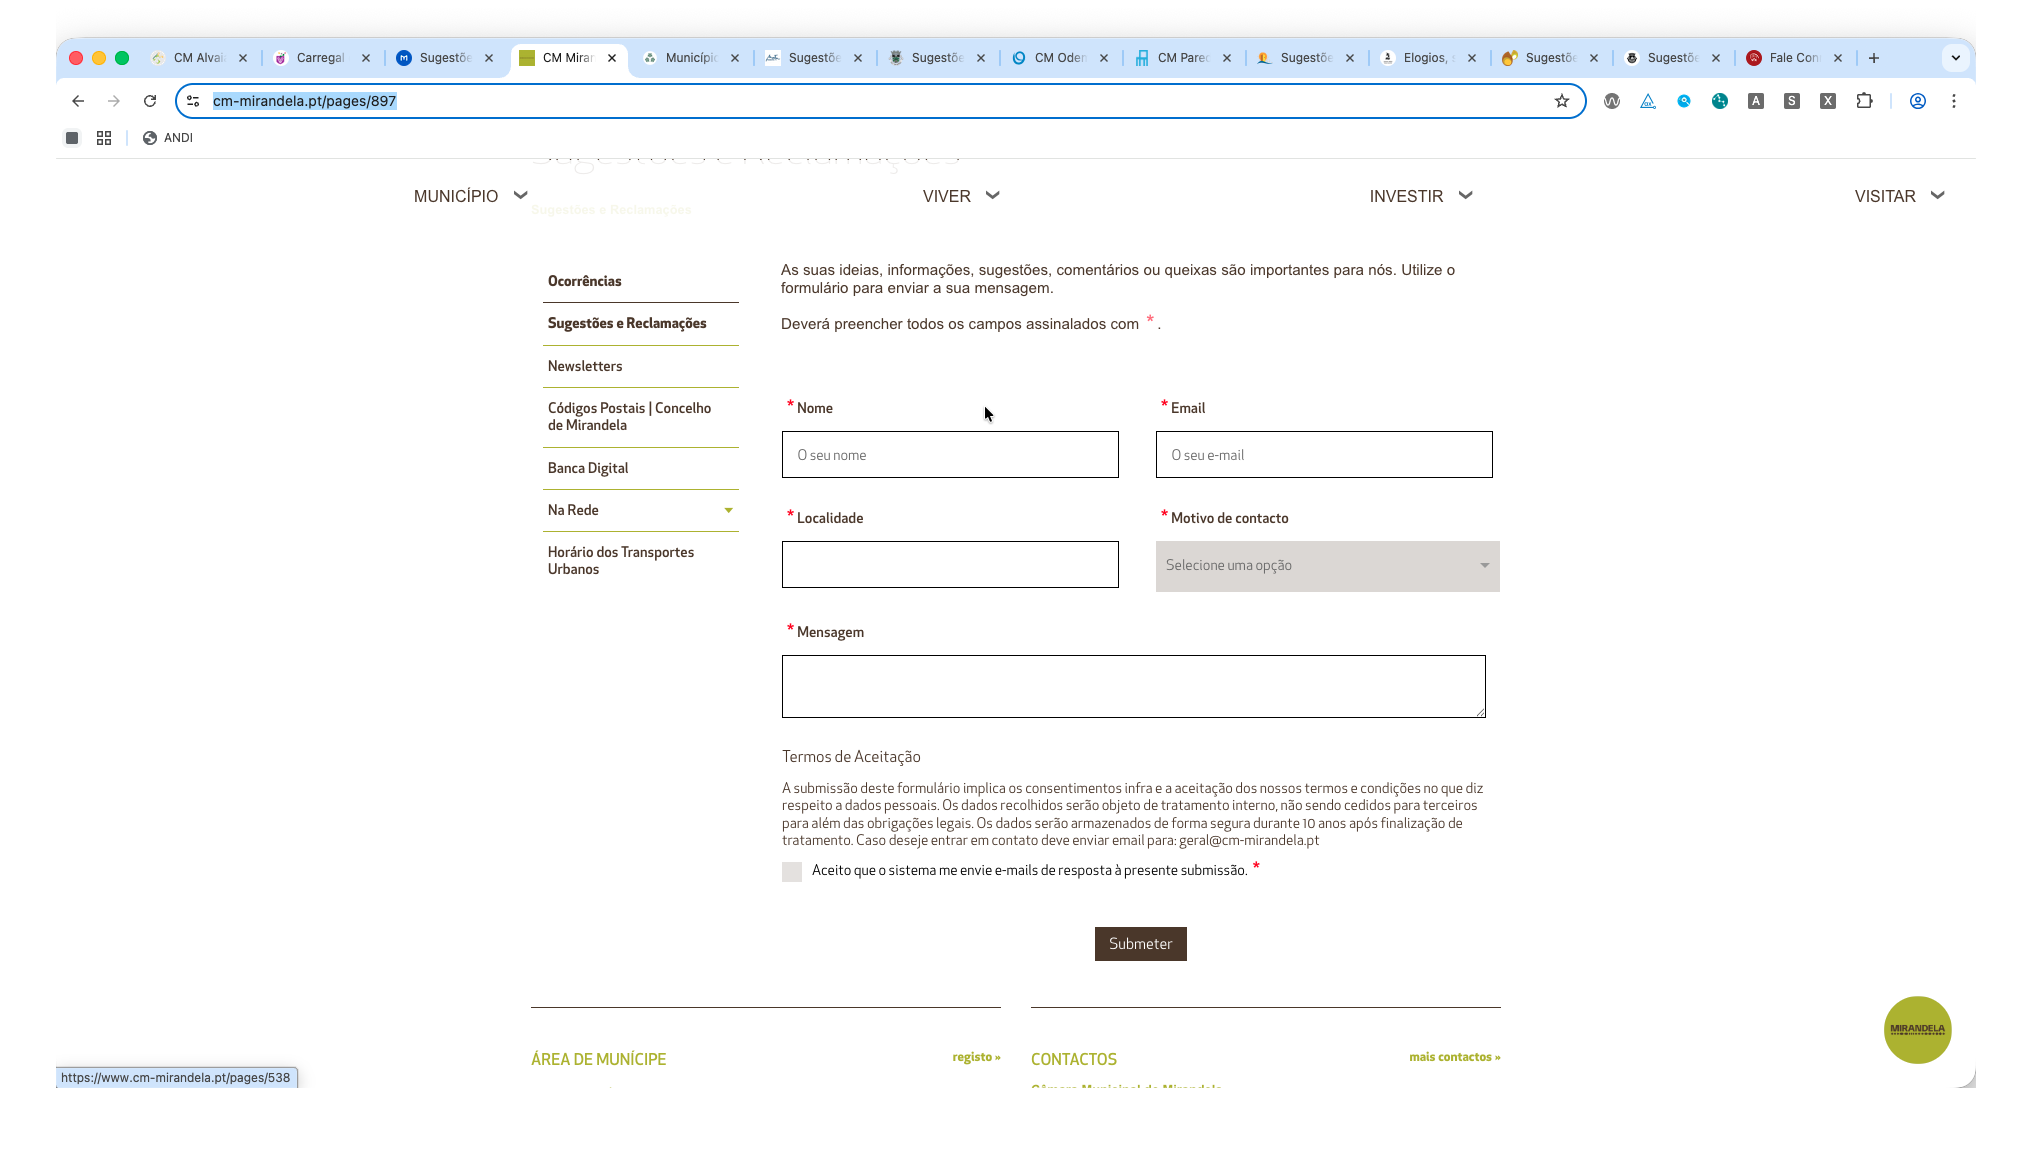 CM Alvai
Carregal
Sugestõe
CM Miran
Municípic
Sugestõe
Sugestõe
CM Odem
CM Pared
Sugestõe
Elogios, s
Sugestõe
Sugestõe
Fale Con
cm-mirandela.pt/pages/897
A
S
X
ANDI
MUNICÍPIO
VIVER
INVESTIR
VISITAR
Sugestões e Reclamações
Ocorrências
Sugestões e Reclamações
Newsletters
Códigos Postais | Concelho
de Mirandela
Banca Digital
Na Rede
Horário dos Transportes
Urbanos
As suas ideias, informações, sugestões, comentários ou queixas são importantes para nós. Utilize o
formulário para enviar a sua mensagem.
Deverá preencher todos os campos assinalados com * .
* Nome
* Email
O seu nome
O seu e-mail
* Localidade
* Motivo de contacto
Selecione uma opção
* Mensagem
Termos de Aceitação
A submissão deste formulário implica os consentimentos infra e a aceitação dos nossos termos e condições no que diz
respeito a dados pessoais. Os dados recolhidos serão objeto de tratamento interno, não sendo cedidos para terceiros
para além das obrigações legais. Os dados serão armazenados de forma segura durante 10 anos após finalização de
tratamento. Caso deseje entrar em contato deve enviar email para: geral@cm-mirandela.pt
Aceito que o sistema me envie e-mails de resposta à presente submissão. *
Submeter
ÁREA DE MUNÍCIPE
registo »
CONTACTOS
mais contactos »
MIRANDELA
https://www.cm-mirandela.pt/pages/538